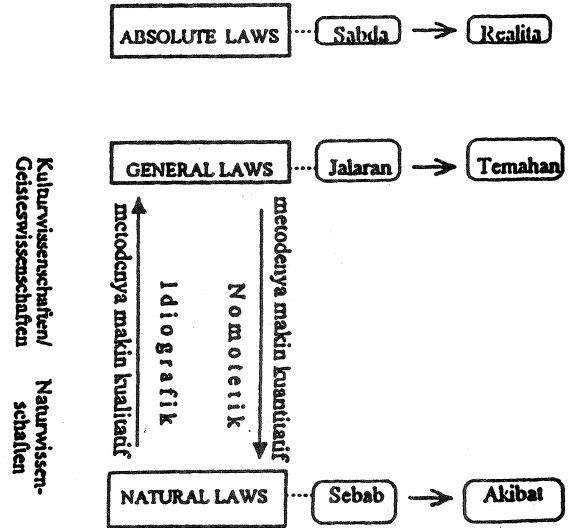 ABSOLUTE LAWS
Sabda
Realita
GENERAL LAWS
Jalaran
Temahan
Kulturwissenschaften/
Geisteswissenschaften
Naturwissen-
schaften
metodenya makin kualitatif
Idiografik
Nomotetik
metodenya makin kuantitatif
NATURAL LAWS
Sebab
Akibat